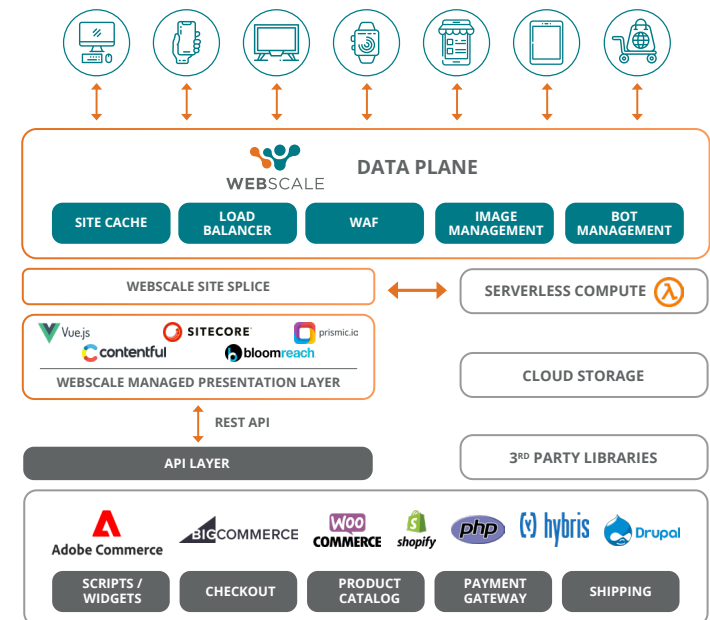 WEBSCALE
DATA PLANE
SITE CACHE
LOAD
BALANCER
WAF
IMAGE
MANAGEMENT
BOT
MANAGEMENT
WEBSCALE SITE SPLICE
SERVERLESS COMPUTE λ
Vue.js
SITECORE
prismic.io
contentful
bloomreach
WEBSCALE MANAGED PRESENTATION LAYER
CLOUD STORAGE
REST API
API LAYER
3RD PARTY LIBRARIES
Adobe Commerce
BIGCOMMERCE
WOO
COMMERCE
shopify
php
(y) hybris
Drupal
SCRIPTS /
WIDGETS
CHECKOUT
PRODUCT
CATALOG
PAYMENT
GATEWAY
SHIPPING